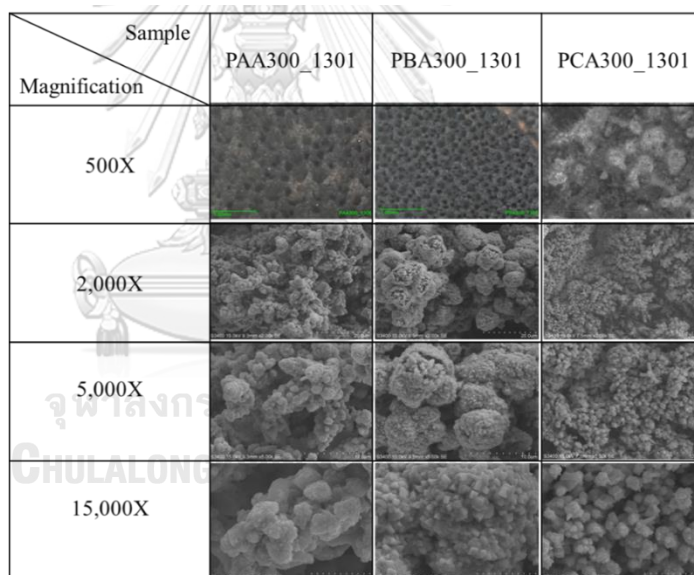 Sample
Magnification
PAA300_1301
PBA300_1301
PCA300_1301
500X
2,000X
5,000X
15,000X
จุฬาลงกร
CHULALONG